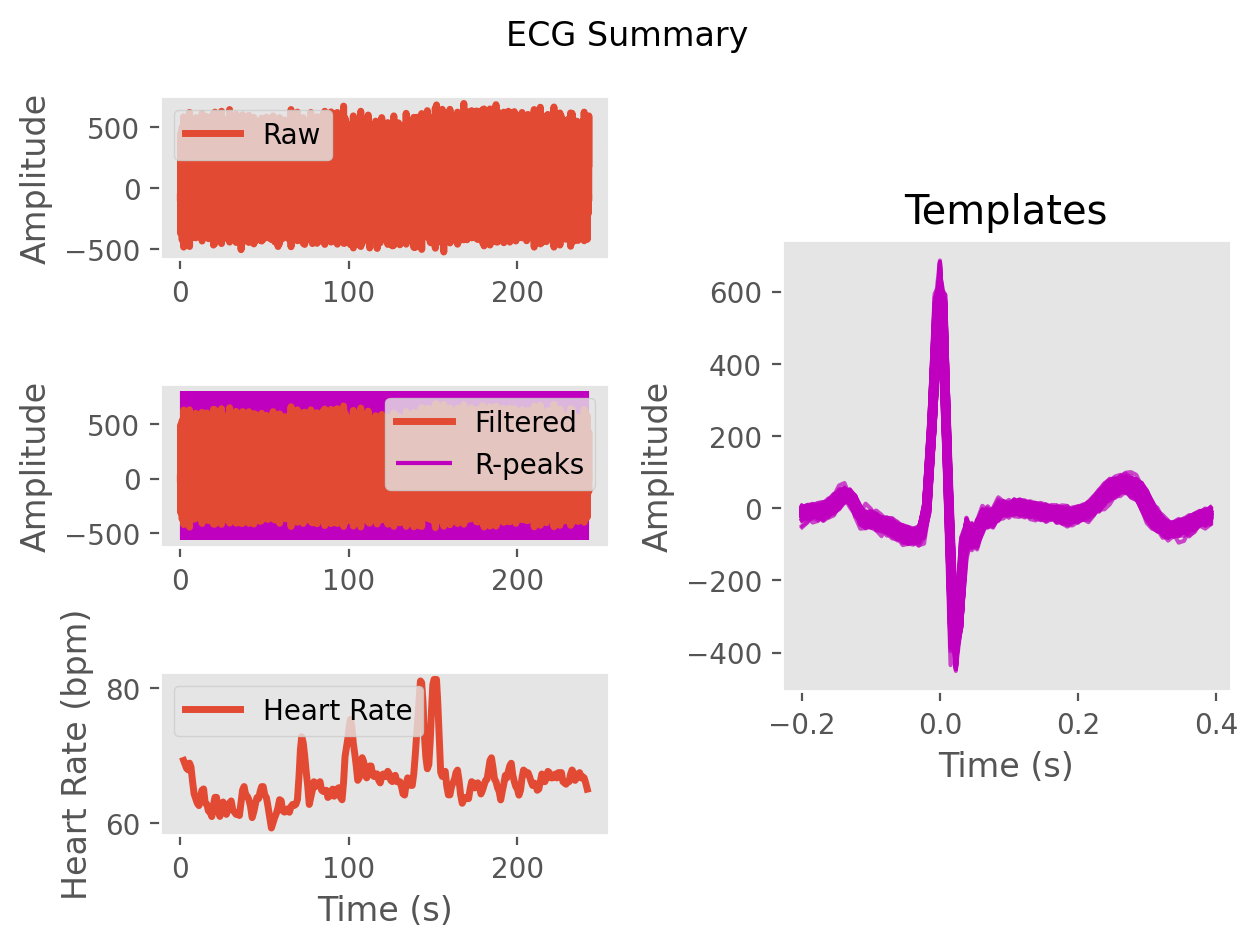 ECG Summary
Amplitude
500
0
−500
Raw
0 100 200
Amplitude
500
0
−500
Filtered
R-peaks
0 100 200
Heart Rate (bpm)
80
60
Heart Rate
0 100 200
Time (s)
Templates
Amplitude
600
400
200
0
−200
−400
−0.2 0.0 0.2 0.4
Time (s)